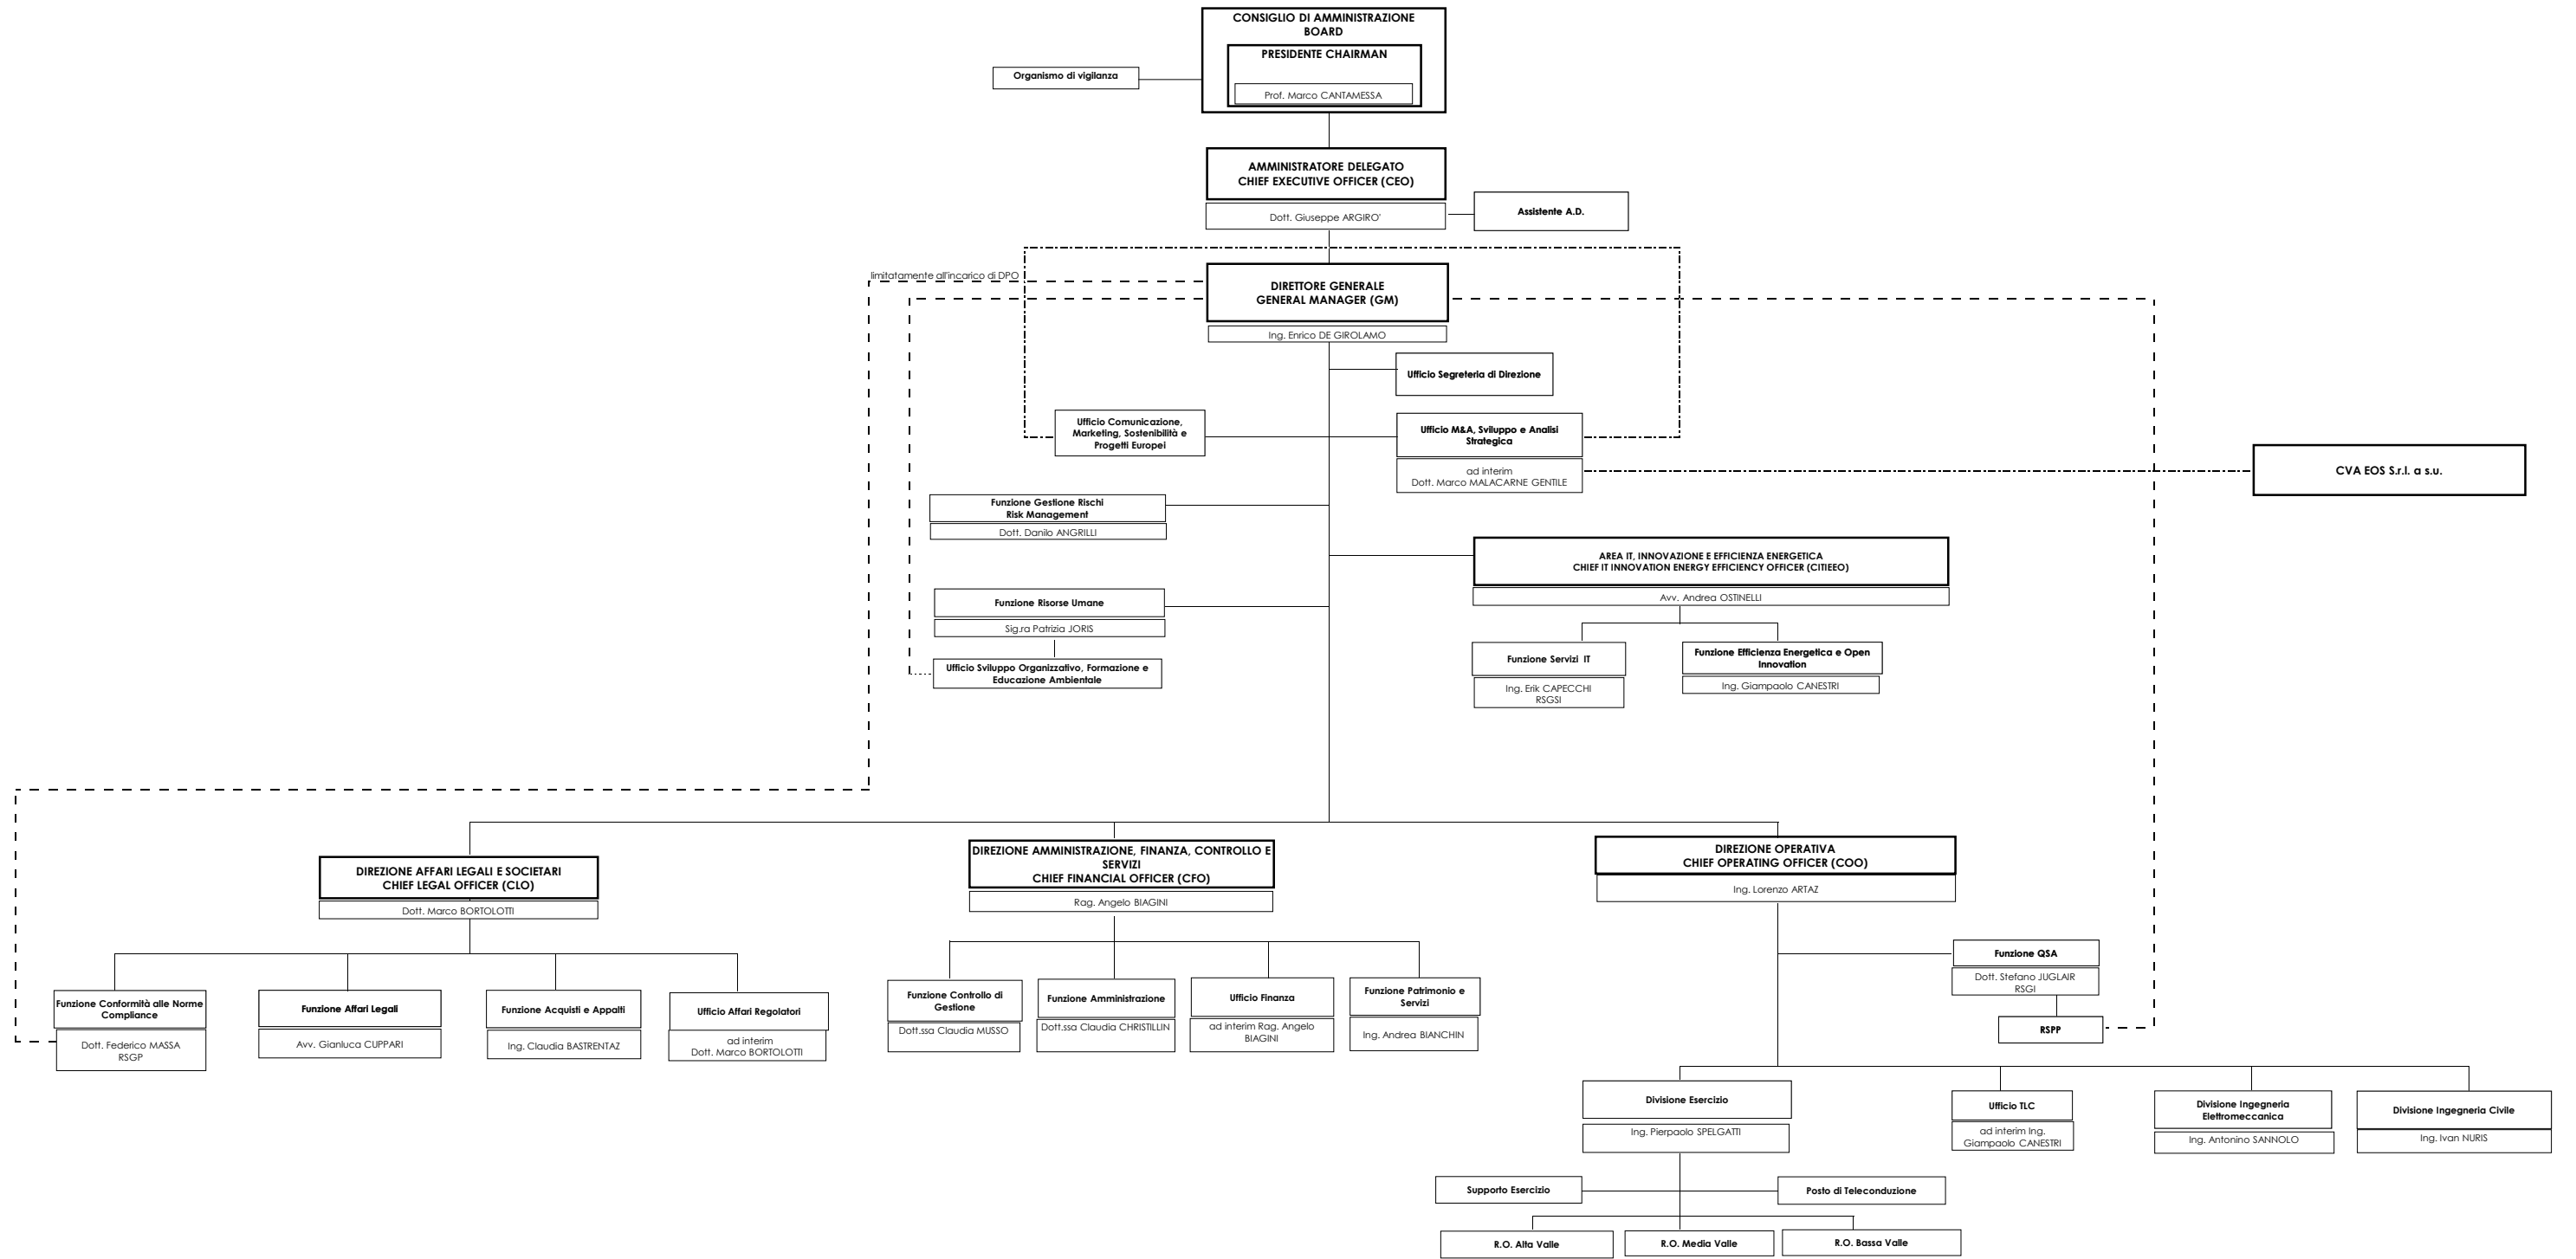 CONSIGLIO DI AMMINISTRAZIONE
BOARD
PRESIDENTE CHAIRMAN
Prof. Marco CANTAMESSA
Organismo di vigilanza
AMMINISTRATORE DELEGATO
CHIEF EXECUTIVE OFFICER (CEO)
Dott. Giuseppe ARGIRO'
Assistente A.D.
limitatamente all'incarico di DPO
DIRETTORE GENERALE
GENERAL MANAGER (GM)
Ing. Enrico DE GIROLAMO
Ufficio Segreteria di Direzione
Ufficio Comunicazione,
Marketing, Sostenibilità e
Progetti Europei
Ufficio M&A, Sviluppo e Analisi
Strategica
ad interim
Dott. Marco MALACARNE GENTILE
CVA EOS S.r.l. a s.u.
Funzione Gestione Rischi
Risk Management
Dott. Danilo ANGRILLI
AREA IT, INNOVAZIONE E EFFICIENZA ENERGETICA
CHIEF IT INNOVATION ENERGY EFFICIENCY OFFICER (CITIEEO)
Avv. Andrea OSTINELLI
Funzione Risorse Umane
Sig.ra Patrizia JORIS
Ufficio Sviluppo Organizzativo, Formazione e
Educazione Ambientale
Funzione Servizi IT
Ing. Erik CAPECCHI
RSGSI
Funzione Efficienza Energetica e Open
Innovation
Ing. Giampaolo CANESTRI
DIREZIONE AFFARI LEGALI E SOCIETARI
CHIEF LEGAL OFFICER (CLO)
Dott. Marco BORTOLOTTI
DIREZIONE AMMINISTRAZIONE, FINANZA, CONTROLLO E
SERVIZI
CHIEF FINANCIAL OFFICER (CFO)
Rag. Angelo BIAGINI
DIREZIONE OPERATIVA
CHIEF OPERATING OFFICER (COO)
Ing. Lorenzo ARTAZ
Funzione QSA
Dott. Stefano JUGLAIR
RSGI
RSPP
Funzione Conformità alle Norme
Compliance
Dott. Federico MASSA
RSGP
Funzione Affari Legali
Avv. Gianluca CUPPARI
Funzione Acquisti e Appalti
Ing. Claudia BASTRENTAZ
Ufficio Affari Regolatori
ad interim
Dott. Marco BORTOLOTTI
Funzione Controllo di
Gestione
Dott.ssa Claudia MUSSO
Funzione Amministrazione
Dott.ssa Claudia CHRISTILLIN
Ufficio Finanza
ad interim Rag. Angelo
BIAGINI
Funzione Patrimonio e
Servizi
Ing. Andrea BIANCHIN
Divisione Esercizio
Ing. Pierpaolo SPELGATTI
Ufficio TLC
ad interim Ing.
Giampaolo CANESTRI
Divisione Ingegneria
Elettromeccanica
Ing. Antonino SANNOLO
Divisione Ingegneria Civile
Ing. Ivan NURIS
Supporto Esercizio
Posto di Teleconduzione
R.O. Alta Valle
R.O. Media Valle
R.O. Bassa Valle